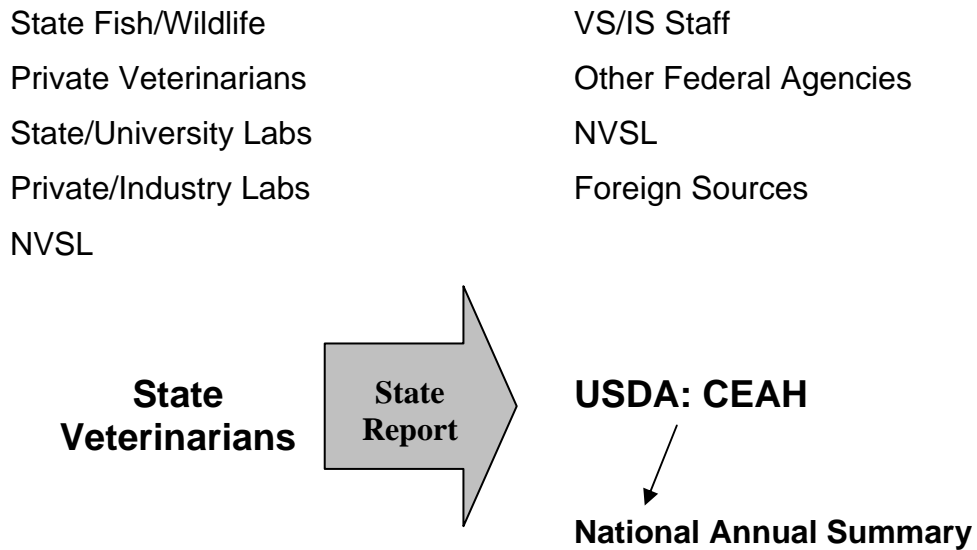 State Fish/Wildlife
Private Veterinarians
State/University Labs
Private/Industry Labs
NVSL
VS/IS Staff
Other Federal Agencies
NVSL
Foreign Sources
State
Veterinarians
State
Report
USDA: CEAH
National Annual Summary